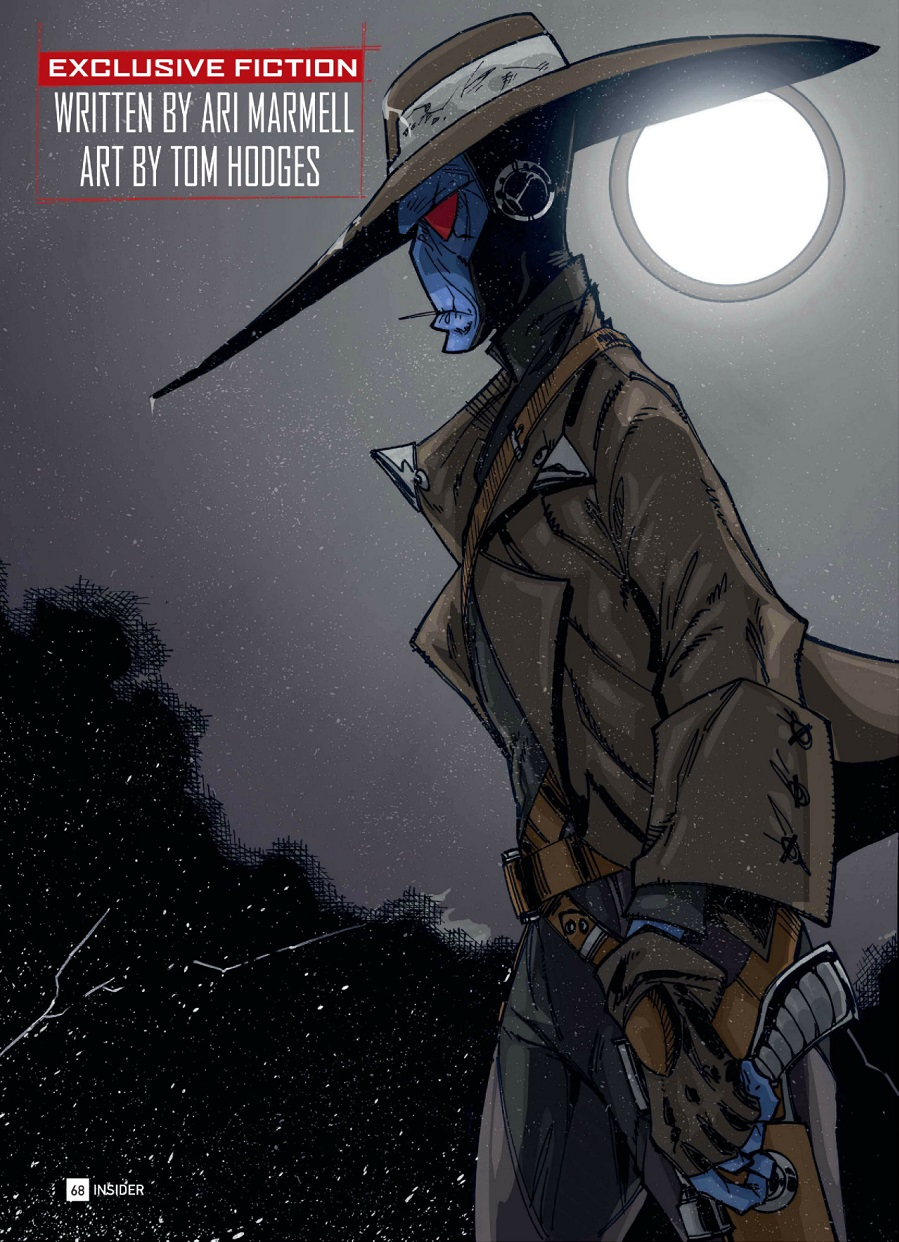 EXCLUSIVE FICTION
WRITTEN BY ARI MARMELL
ART BY TOM HODGES
68 INSIDER